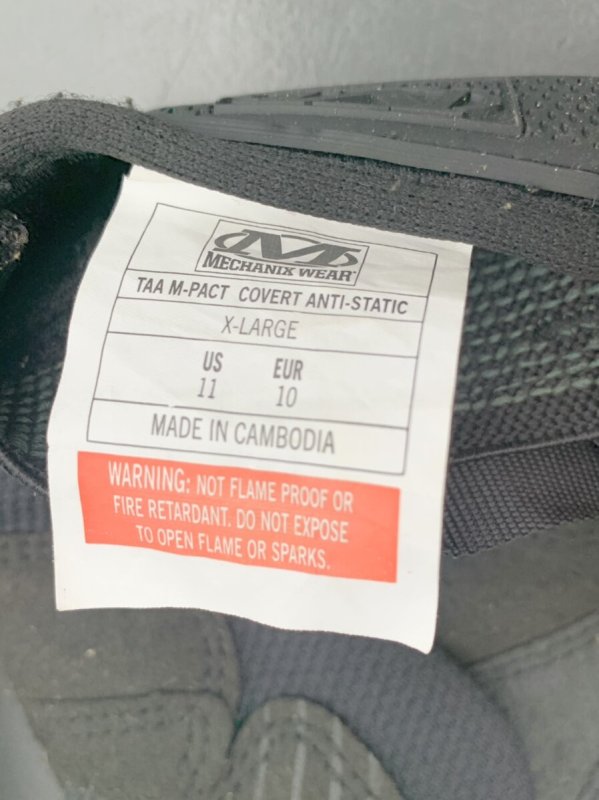 MECHANIX WEAR
TAA M-PACT COVERT ANTI-STATIC
X-LARGE
US EUR
11 10
MADE IN CAMBODIA
WARNING: NOT FLAME PROOF OR
FIRE RETARDANT. DO NOT EXPOSE
TO OPEN FLAME OR SPARKS.